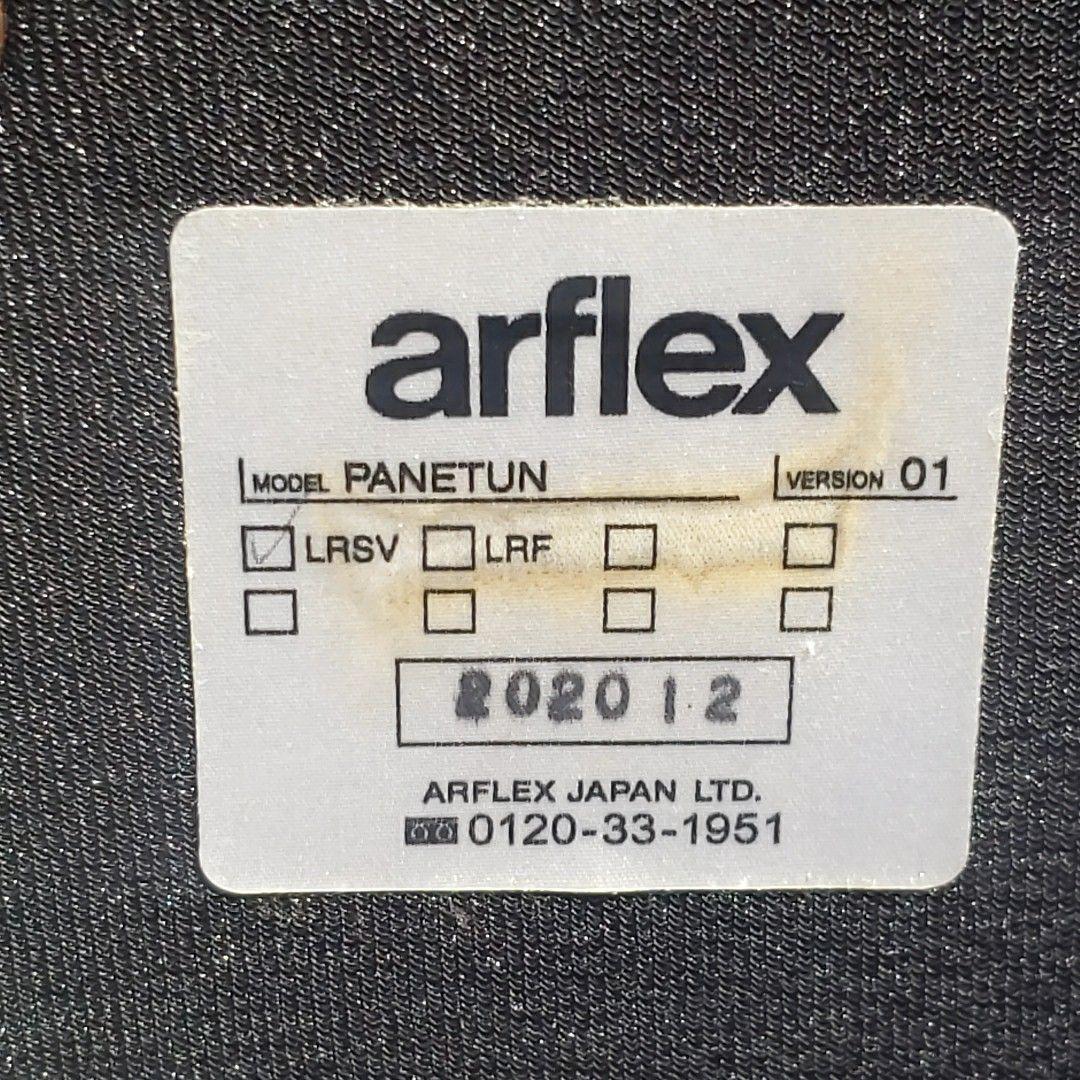 arflex
MODEL PANETUN VERSION 01
LRSV LRF
202012
ARFLEX JAPAN LTD.
0120-33-1951